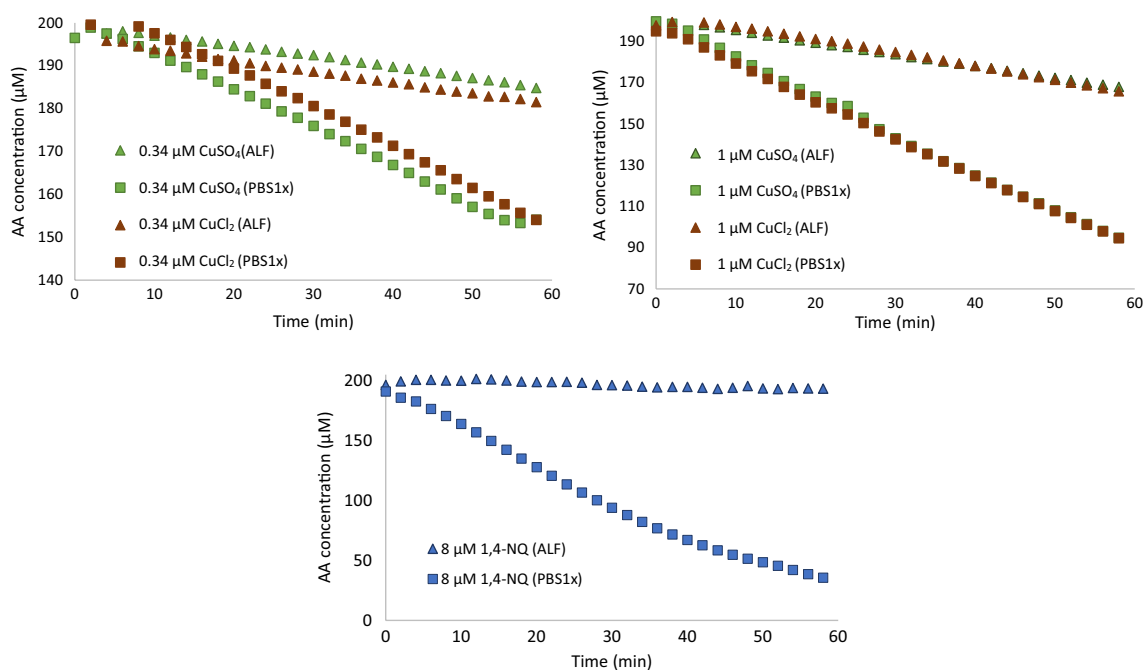 AA concentration (μM)
200
190
180
170
160
150
140
0.34 μM CuSO₄(ALF)
0.34 μM CuSO₄ (PBS1x)
0.34 μM CuCl₂ (ALF)
0.34 μM CuCl₂ (PBS1x)
0 10 20 30 40 50 60
Time (min)
AA concentration (μM)
190
170
150
130
110
90
70
1 μM CuSO₄ (ALF)
1 μM CuSO₄ (PBS1x)
1 μM CuCl₂ (ALF)
1 μM CuCl₂ (PBS1x)
0 10 20 30 40 50 60
Time (min)
AA concentration (μM)
200
150
100
50
0
8 μM 1,4-NQ (ALF)
8 μM 1,4-NQ (PBS1x)
0 10 20 30 40 50 60
Time (min)